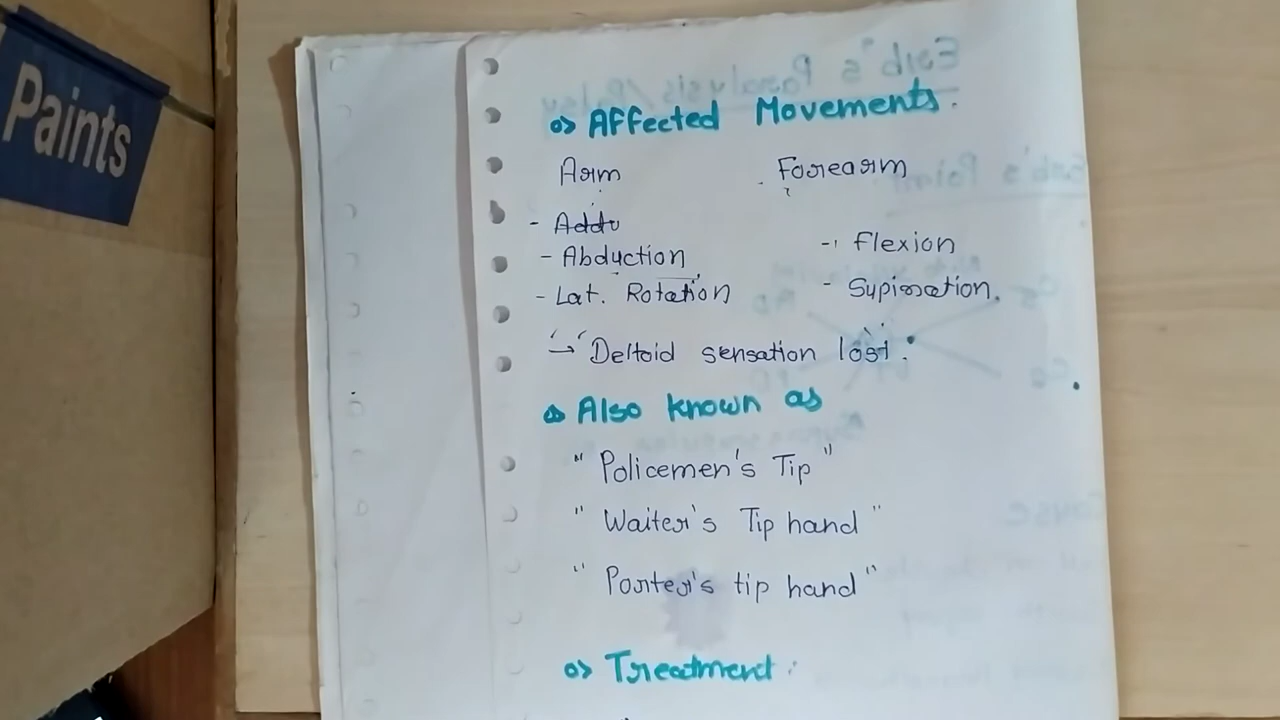 Paints
Affected Movements.
Arm Forearm
- Addu
- Abduction - Flexion
- Lat. Rotation - Supination.
→ Deltoid sensation lost.
Also known as
"Policemen's Tip"
"Waiter's Tip hand"
"Porter's tip hand"
Treatment: